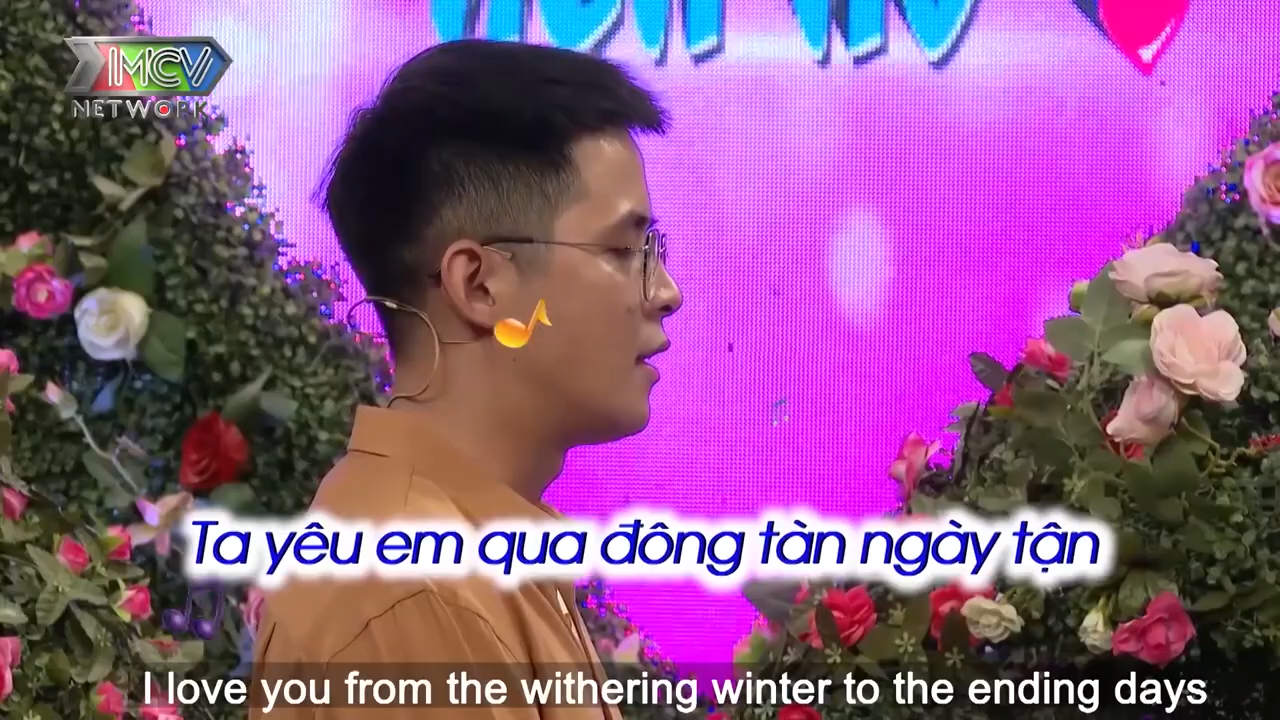 MCV
NETWORK
Ta yêu em qua đông tàn ngày tận
I love you from the withering winter to the ending days